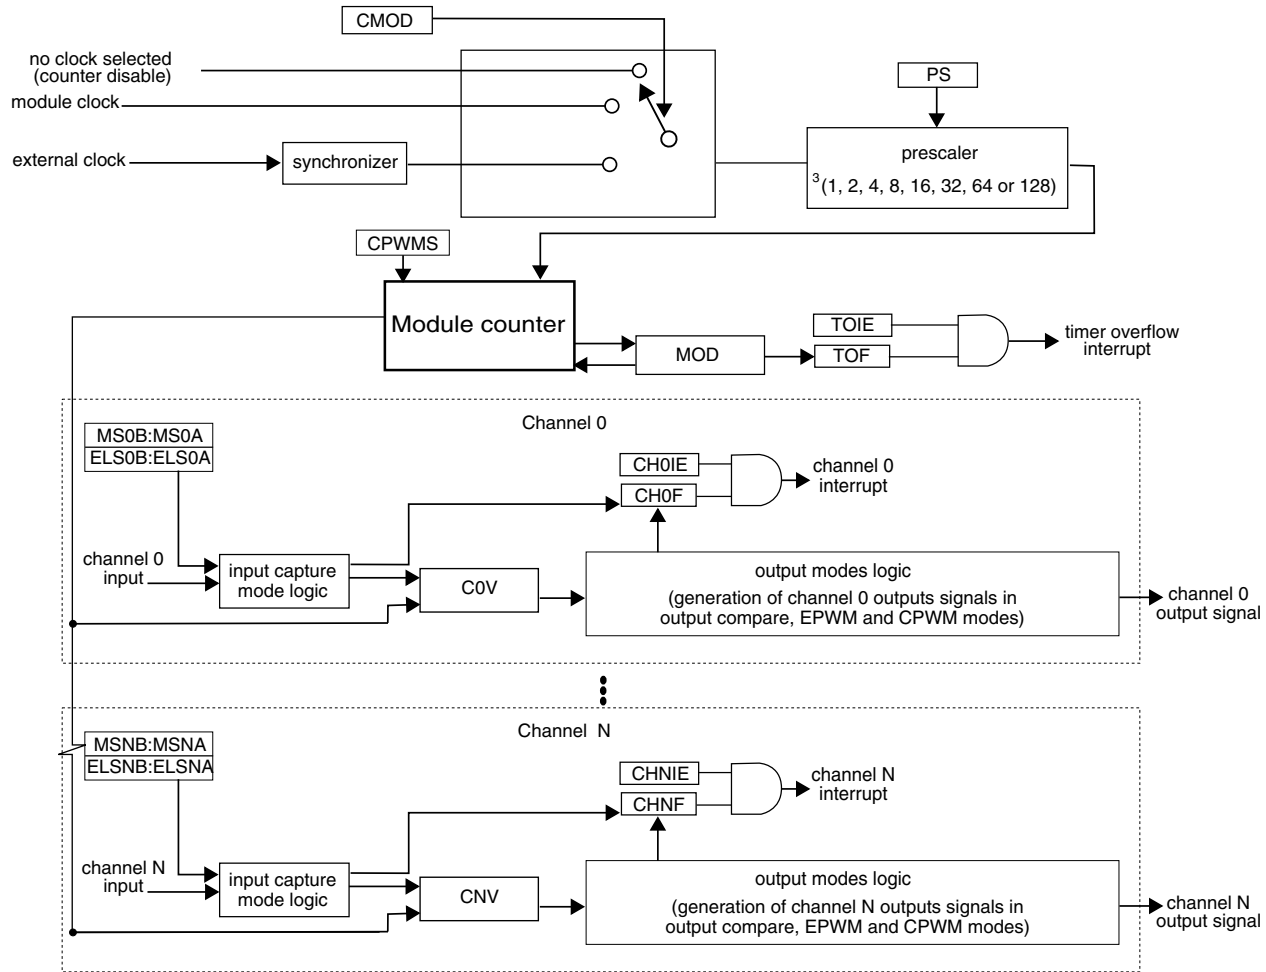 CMOD
no clock selected
(counter disable)
module clock
external clock
synchronizer
PS
prescaler
3(1, 2, 4, 8, 16, 32, 64 or 128)
CPWMS
Module counter
MOD
TOIE
TOF
timer overflow
interrupt
Channel 0
MS0B:MS0A
ELS0B:ELS0A
CH0IE
CH0F
channel 0
interrupt
channel 0
input
input capture
mode logic
C0V
output modes logic
(generation of channel 0 outputs signals in
output compare, EPWM and CPWM modes)
channel 0
output signal
Channel N
MSNB:MSNA
ELSNB:ELSNA
CHNIE
CHNF
channel N
interrupt
channel N
input
input capture
mode logic
CNV
output modes logic
(generation of channel N outputs signals in
output compare, EPWM and CPWM modes)
channel N
output signal